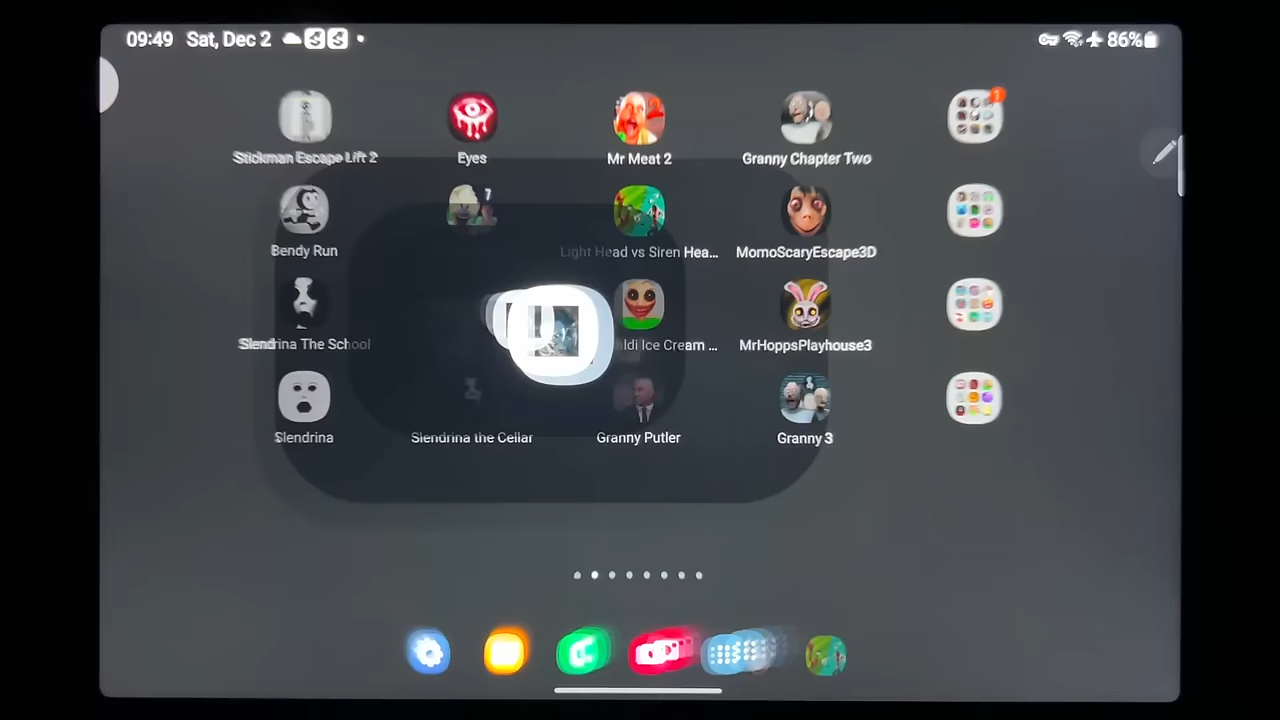 09:49 Sat, Dec 2 86%
Stickman Escape Lift 2 Eyes Mr Meat 2 Granny Chapter Two
1
Bendy Run Light Head vs Siren Hea... MomoScaryEscape3D
Slendrina The School ldi Ice Cream ... MrHoppsPlayhouse3
Slendrina Slendrina the Cellar Granny Putler Granny 3